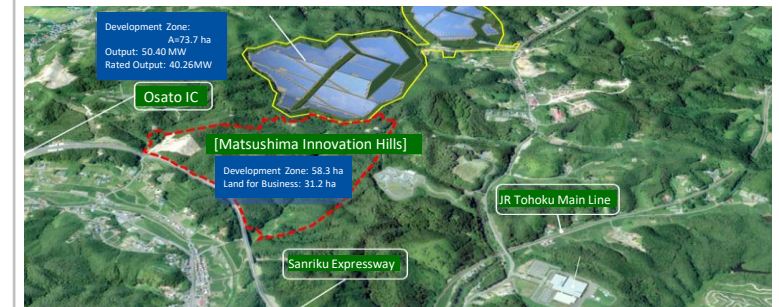 Development Zone:
A=73.7 ha
Output: 50.40 MW
Rated Output: 40.26MW
Osato IC
[Matsushima Innovation Hills]
Development Zone: 58.3 ha
Land for Business: 31.2 ha
JR Tohoku Main Line
Sanriku Expressway